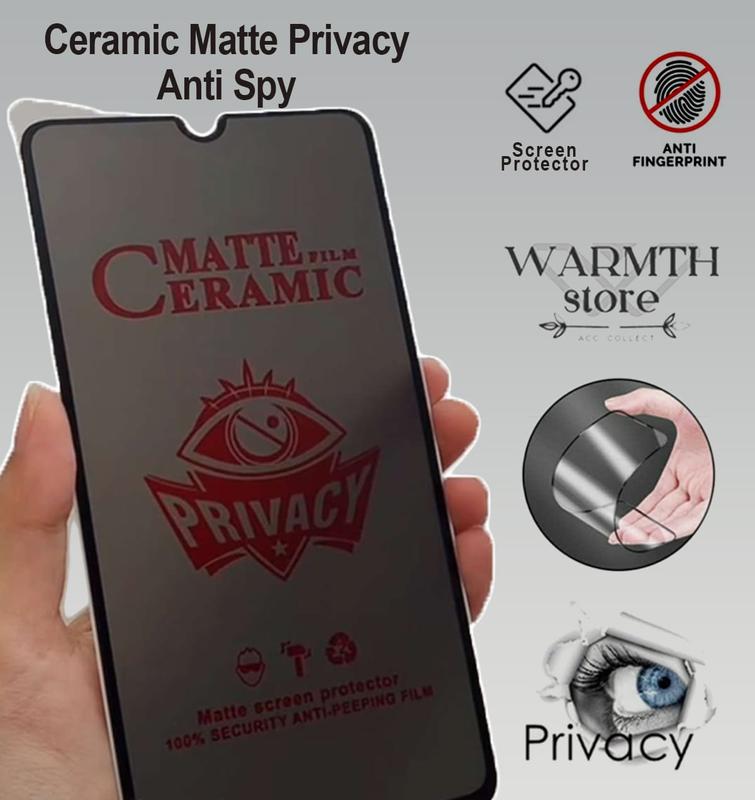 Ceramic Matte Privacy
Anti Spy
Screen
Protector
ANTI
FINGERPRINT
MATTE FILM
CERAMIC
WARMTH
store
ACC COLLECT
PRIVACY
Matte screen protector
100% SECURITY ANTI-PEEPING FILM
Privacy